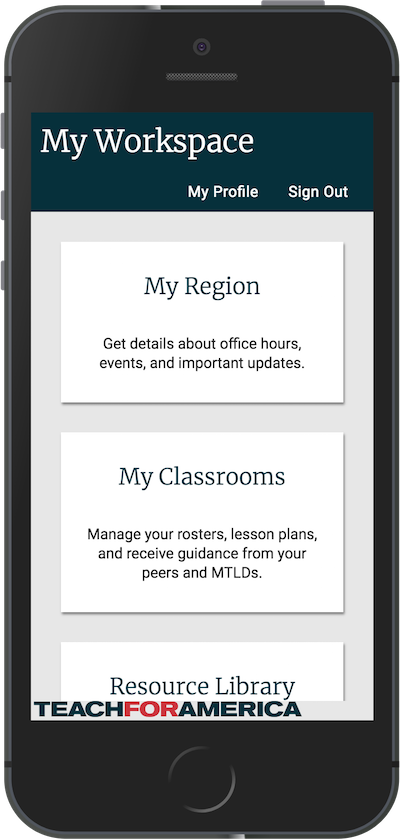 My Workspace
My Profile Sign Out
My Region
Get details about office hours,
events, and important updates.
My Classrooms
Manage your rosters, lesson plans,
and receive guidance from your
peers and MTLDs.
Resource Library
TEACHFORAMERICA